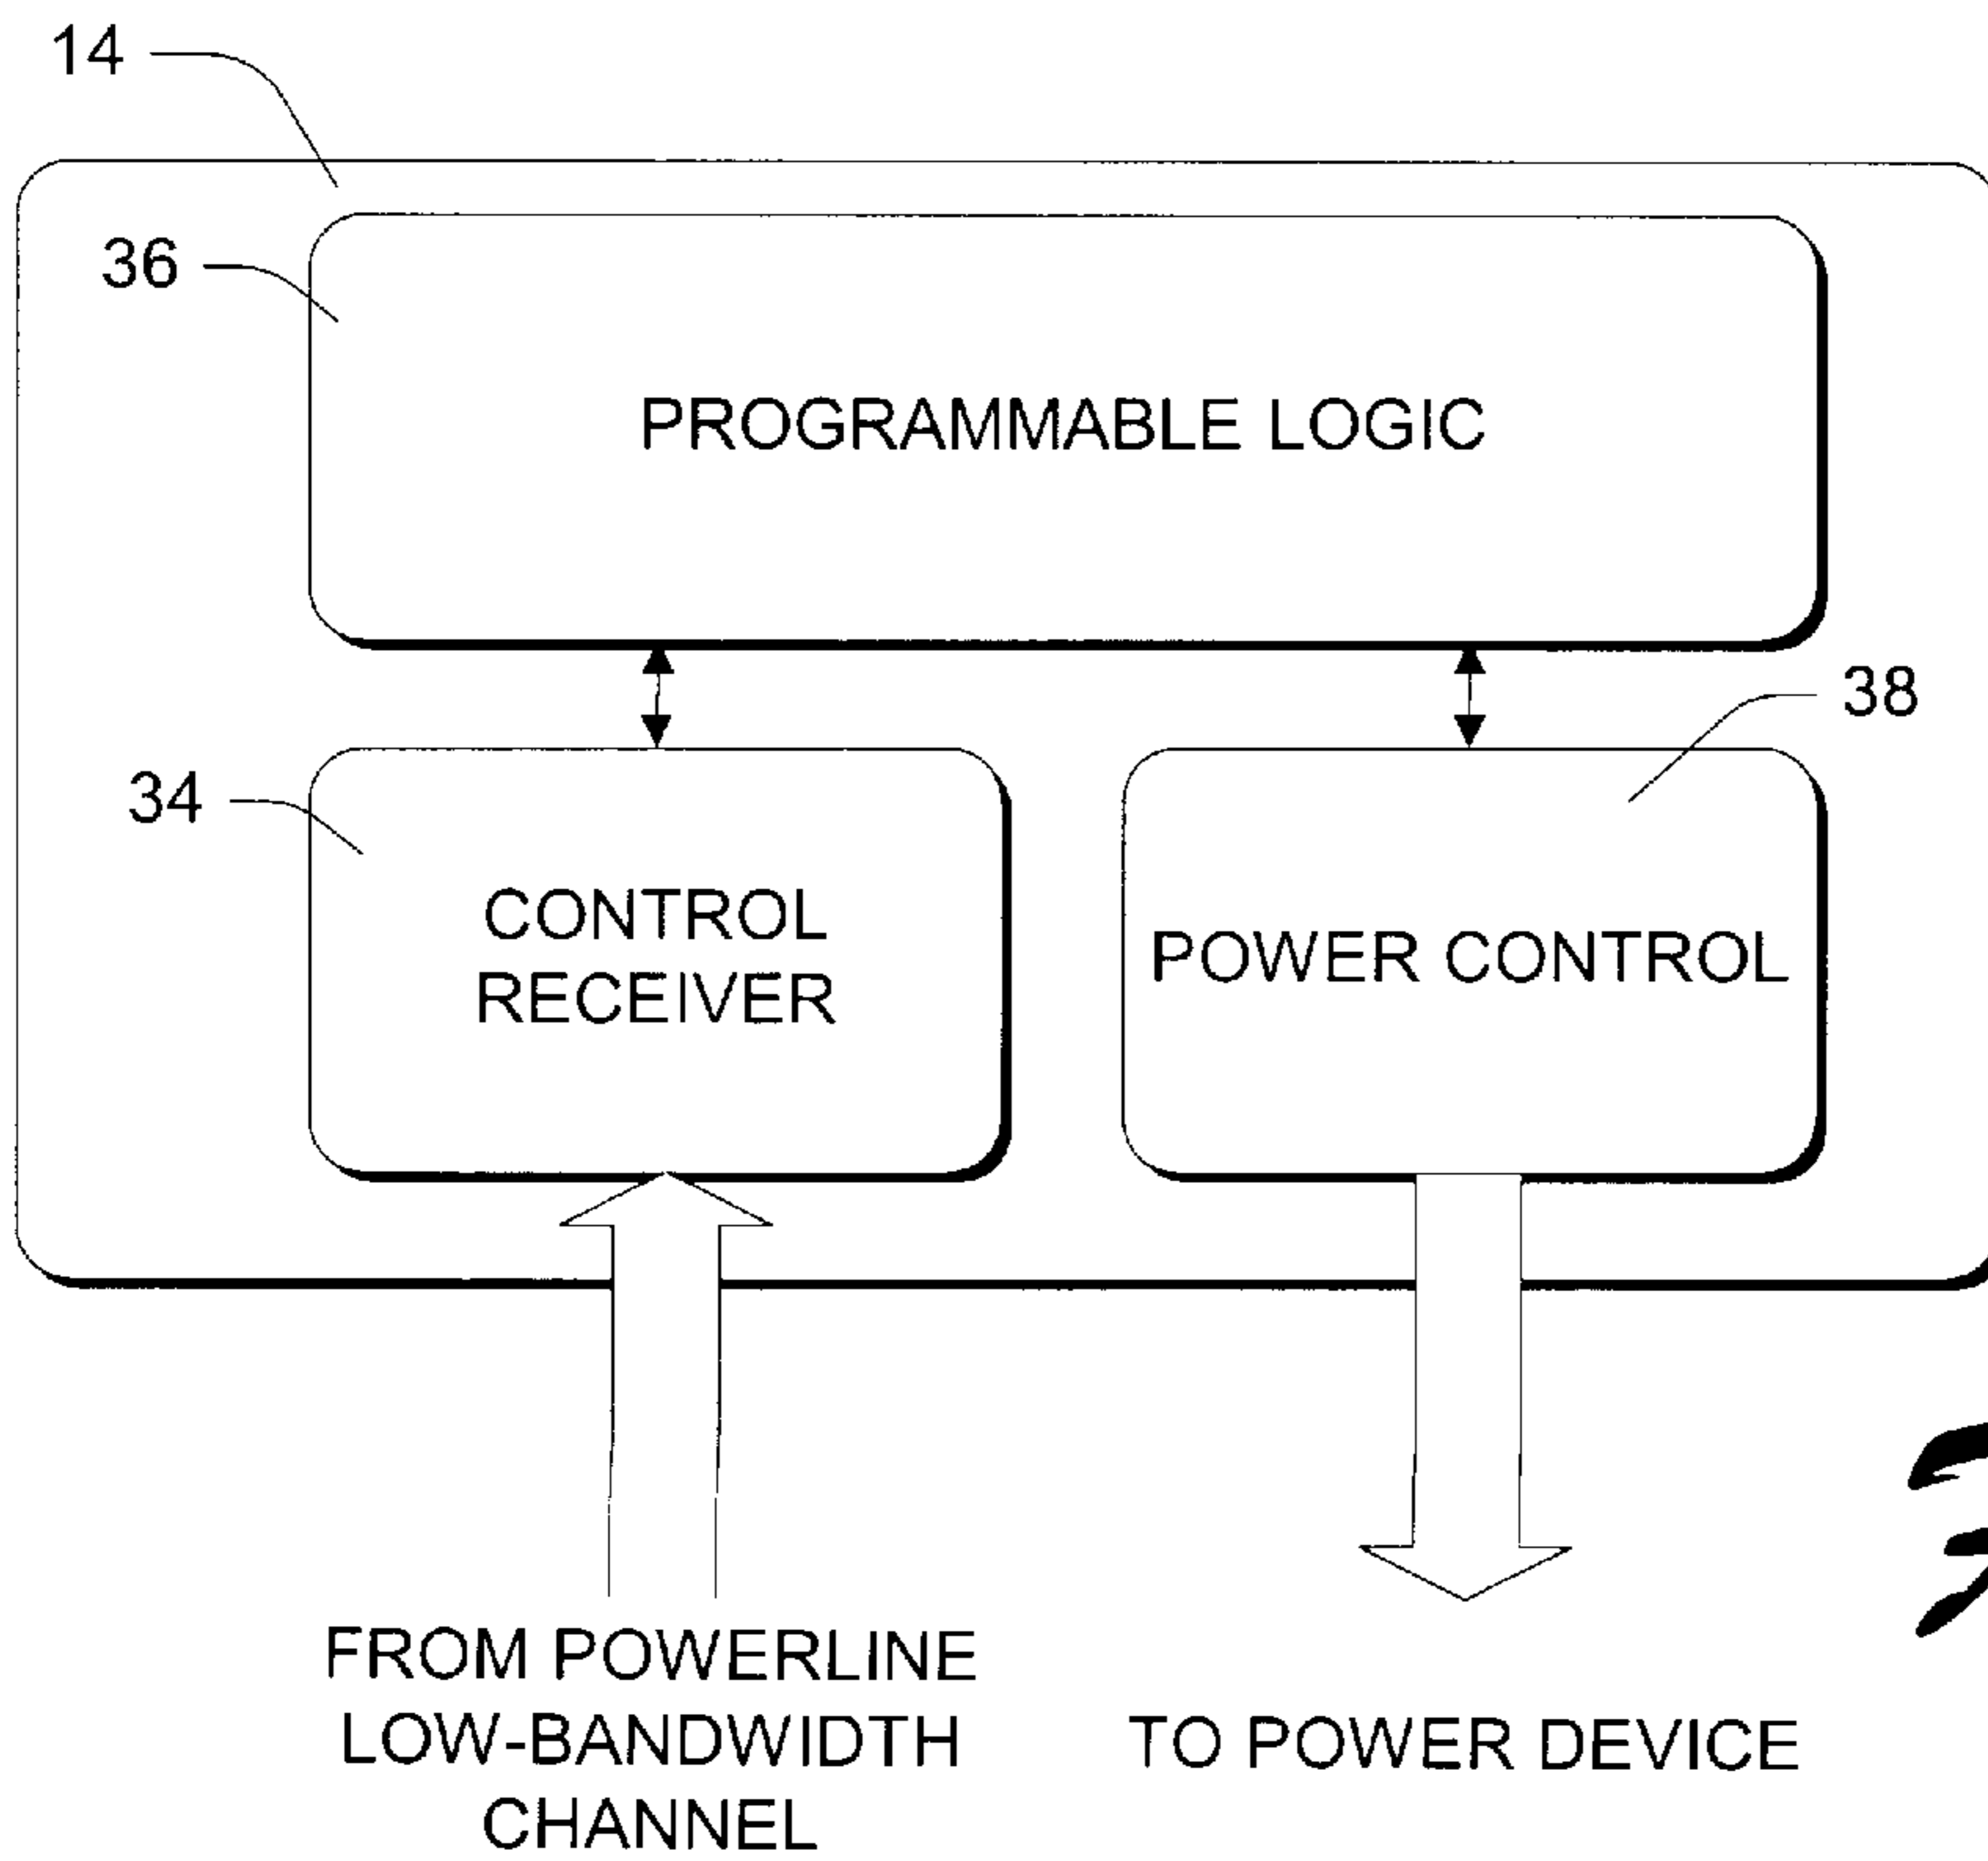 14
36
PROGRAMMABLE LOGIC
38
34
CONTROL
RECEIVER
POWER CONTROL
FROM POWERLINE
LOW-BANDWIDTH
CHANNEL
TO POWER DEVICE